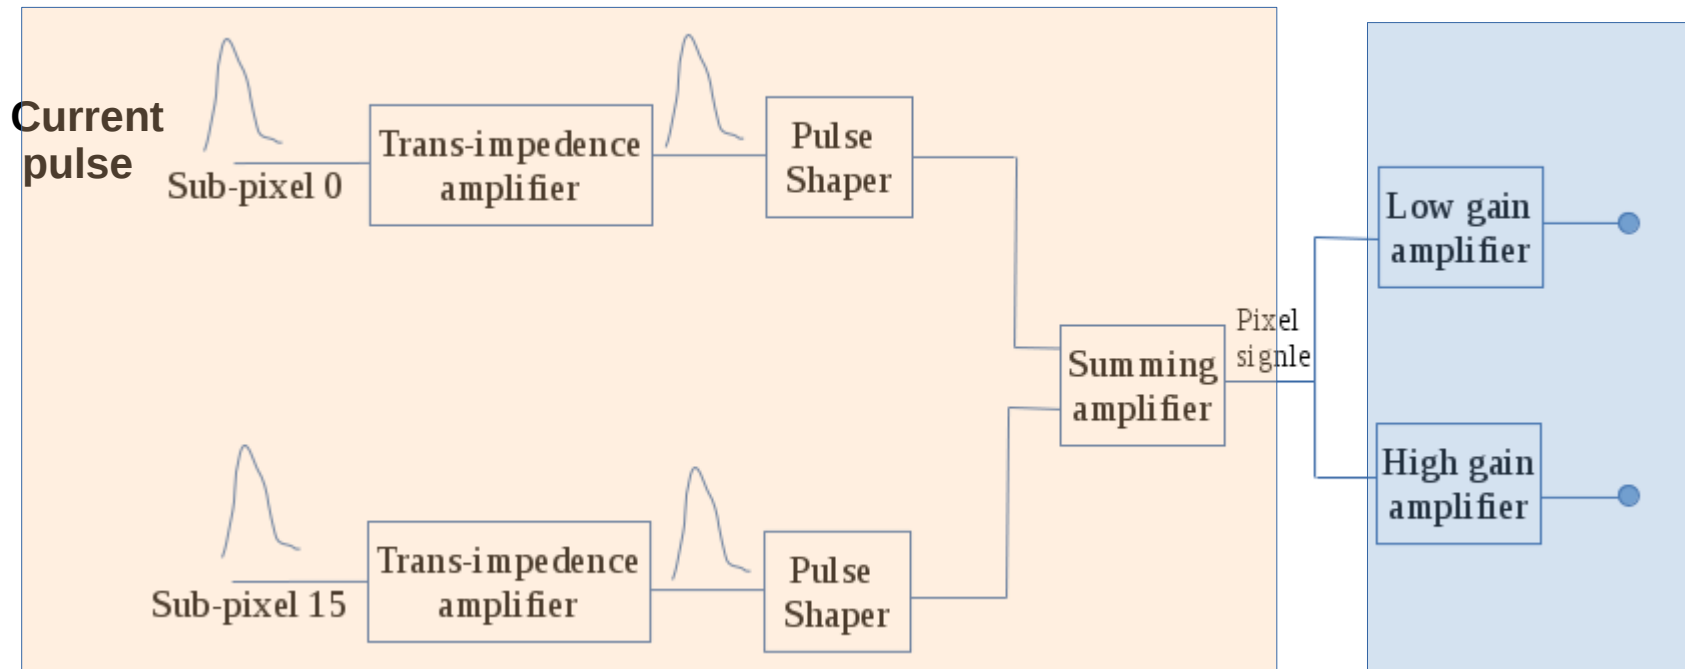 Current
pulse
Sub-pixel 0
Trans-impedence
amplifier
Pulse
Shaper
Low gain
amplifier
Pixel
signle
Summing
amplifier
High gain
amplifier
Sub-pixel 15
Trans-impedence
amplifier
Pulse
Shaper